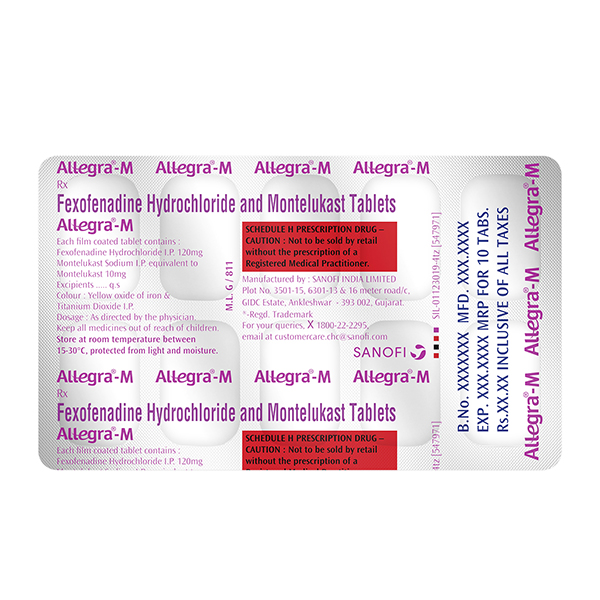 Allegra®-M Allegra®-M Allegra®-M Allegra®-M
Rx
Fexofenadine Hydrochloride and Montelukast Tablets
Allegra®-M
Each film coated tablet contains :
Fexofenadine Hydrochloride I.P. 120mg
Montelukast Sodium I.P. equivalent to
Montelukast 10mg
Excipients ..... q.s
Colour : Yellow oxide of iron &
Titanium Dioxide I.P.
Dosage : As directed by the physician.
Keep all medicines out of reach of children.
Store at room temperature between
15-30°C, protected from light and moisture.
M.L. G / 811
SCHEDULE H PRESCRIPTION DRUG –
CAUTION : Not to be sold by retail
without the prescription of a
Registered Medical Practitioner.
Manufactured by : SANOFI INDIA LIMITED
Plot No. 3501-15, 6301-13 & 16 meter road/c,
GIDC Estate, Ankleshwar - 393 002, Gujarat.
®-Regd. Trademark
For your queries, X 1800-22-2295,
email at customercare.chc@sanofi.com
SANOFI
SIL-01123019-4tz [547971]
Allegra®-M Allegra®-M Allegra®-M Allegra®-M
Rx
Fexofenadine Hydrochloride and Montelukast Tablets
Allegra®-M
Each film coated tablet contains :
Fexofenadine Hydrochloride I.P. 120mg
SCHEDULE H PRESCRIPTION DRUG –
CAUTION : Not to be sold by retail
without the prescription of a
4tz [547971]
B.No. XXXXXXX MFD. XXX.XXXX
EXP. XXX.XXXX MRP FOR 10 TABS.
Rs.XX.XX INCLUSIVE OF ALL TAXES
Allegra®-M Allegra®-M Allegra®-M